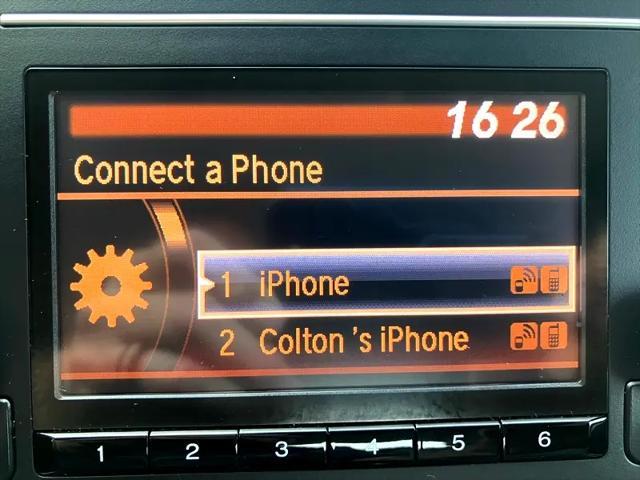 16 26
Connect a Phone
1 iPhone
2 Colton 's iPhone
1 2 3 4 5 6